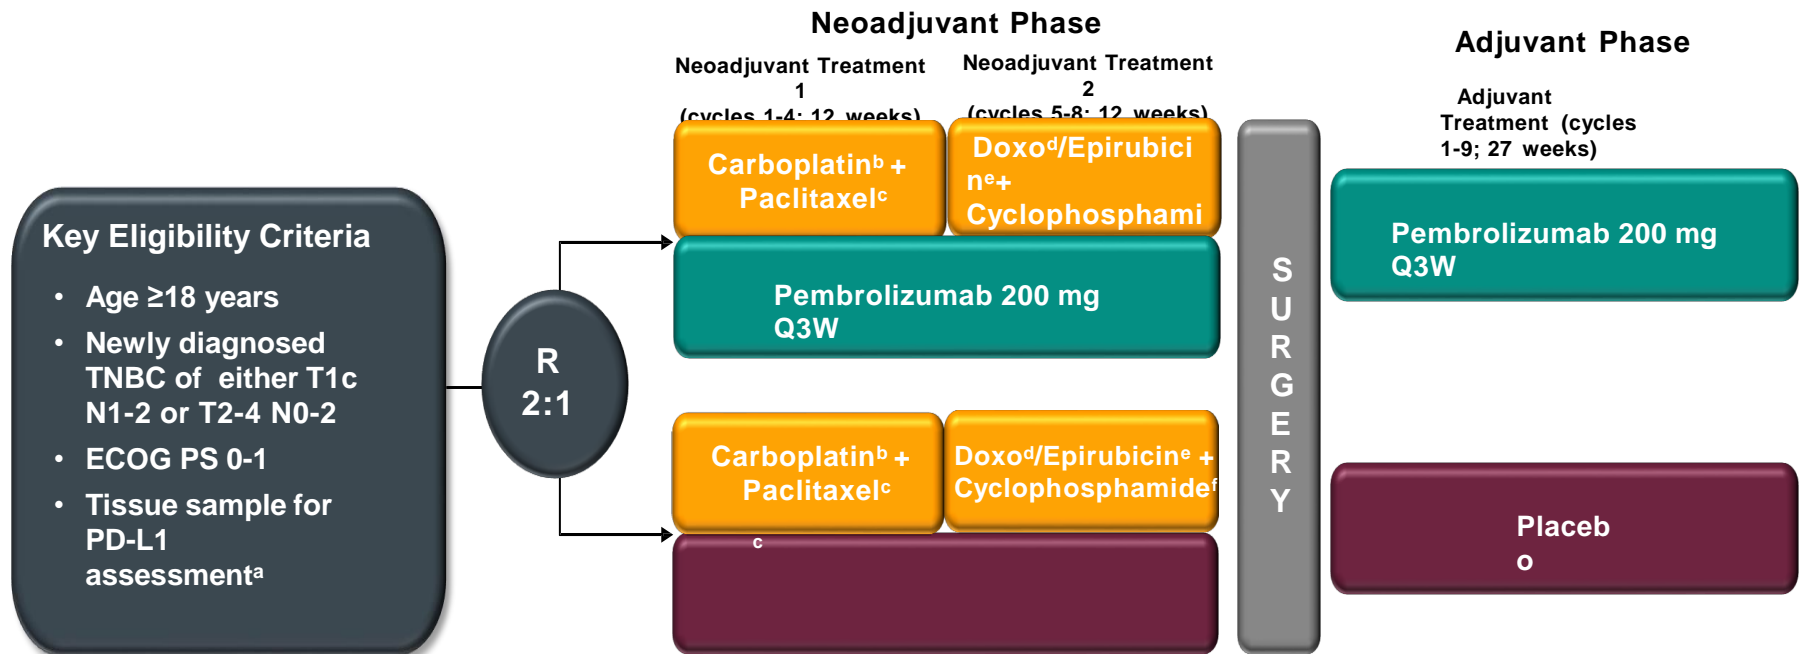 Neoadjuvant Phase
Adjuvant Phase
Neoadjuvant Treatment
1
(cycles 1-4; 12 weeks)
Neoadjuvant Treatment
2
(cycles 5-8; 12 weeks)
Adjuvant
Treatment (cycles
1-9; 27 weeks)
Key Eligibility Criteria
• Age ≥18 years
• Newly diagnosed
TNBC of either T1c
N1-2 or T2-4 N0-2
• ECOG PS 0-1
• Tissue sample for
PD-L1
assessmentᵃ
R
2:1
Carboplatinᵇ +
Paclitaxelᶜ
Doxoᵈ/Epirubici
nᵉ+
Cyclophosphami
Pembrolizumab 200 mg
Q3W
Carboplatinᵇ +
Paclitaxelᶜ
Doxoᵈ/Epirubicinᵉ +
Cyclophosphamideᶠ
c
S
U
R
G
E
R
Y
Pembrolizumab 200 mg
Q3W
Placeb
o